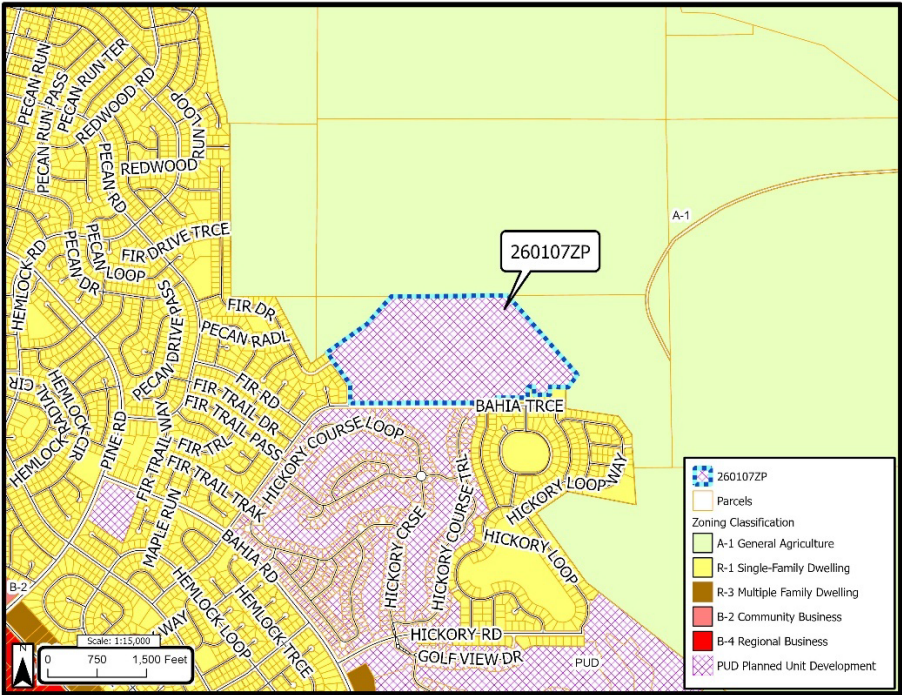 PECAN RUN
PECAN RUN PASS
PECAN RUN TER
REDWOOD RD
RUN LOOP
PECAN RD
REDWOOD
A-1
FIR DRIVE TRCE
260107ZP
HEMLOCK RD
PECAN LOOP
PECAN DR
PECAN DRIVE PASS
FIR DR
PECAN RADL
HEMLOCK RADIAL CIR
HEMLOCK CIR
PINE RD
FIR TRAIL WAY
FIR RD
FIR TRAIL DR
FIR TRAIL PASS
FIR TRL
FIR TRAIL TRAK
BAHIA TRCE
HICKORY COURSE LOOP
HICKORY COURSE TRL
HICKORY LOOP WAY
MAPLE RUN
BAHIA RD
HICKORY CRSE
HICKORY LOOP
B-2
WAY
HEMLOCK LOOP
HEMLOCK TRCE
HICKORY RD
GOLF VIEW DR
PUD
260107ZP
Parcels
Zoning Classification
A-1 General Agriculture
R-1 Single-Family Dwelling
R-3 Multiple Family Dwelling
B-2 Community Business
B-4 Regional Business
PUD Planned Unit Development
N
Scale: 1:15,000
0 750 1,500 Feet